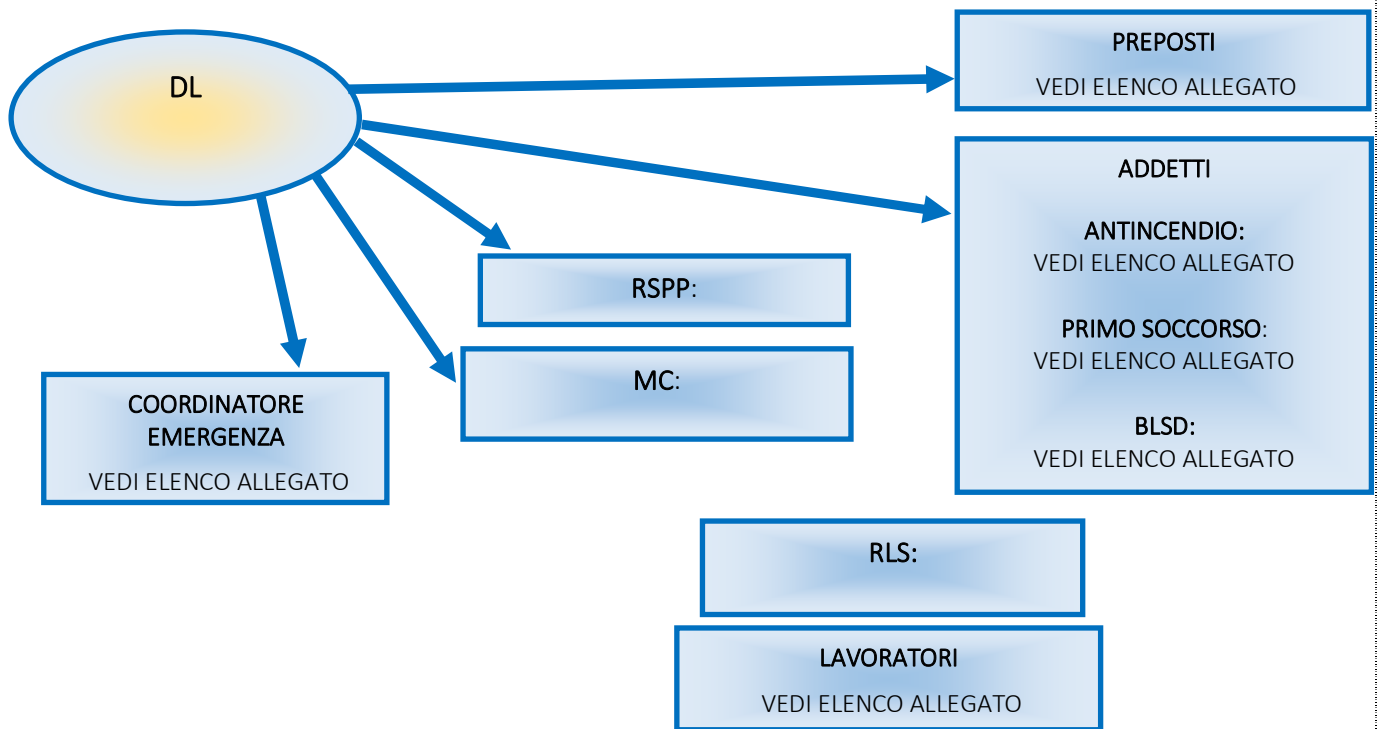 DL
PREPOSTI
VEDI ELENCO ALLEGATO
ADDETTI
ANTINCENDIO:
VEDI ELENCO ALLEGATO
PRIMO SOCCORSO:
VEDI ELENCO ALLEGATO
BLSD:
VEDI ELENCO ALLEGATO
RSPP:
MC:
COORDINATORE
EMERGENZA
VEDI ELENCO ALLEGATO
RLS:
LAVORATORI
VEDI ELENCO ALLEGATO